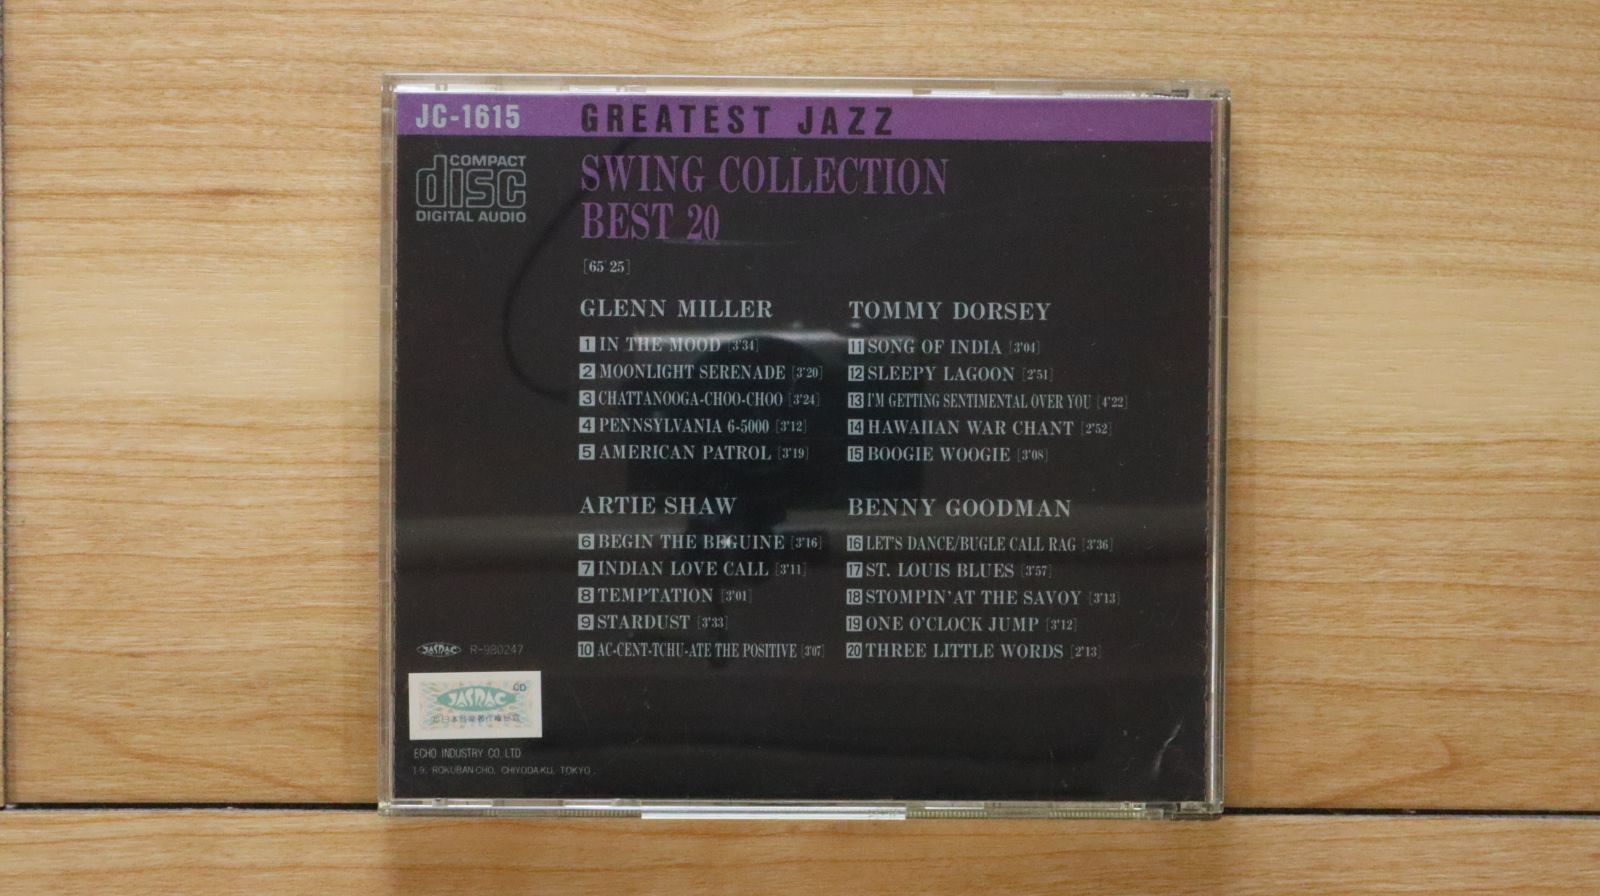 JC-1615
GREATEST JAZZ
COMPACT
disc
DIGITAL AUDIO
SWING COLLECTION
BEST 20
[65'25]
GLENN MILLER
1 IN THE MOOD [3'34]
2 MOONLIGHT SERENADE [3'20]
3 CHATTANOOGA-CHOO-CHOO [3'24]
4 PENNSYLVANIA 6-5000 [3'12]
5 AMERICAN PATROL [3'19]
ARTIE SHAW
6 BEGIN THE BEGUINE [3'16]
7 INDIAN LOVE CALL [3'11]
8 TEMPTATION [3'01]
9 STARDUST [3'33]
10 AC-CENT-TCHU-ATE THE POSITIVE [3'07]
TOMMY DORSEY
11 SONG OF INDIA [3'04]
12 SLEEPY LAGOON [2'51]
13 I'M GETTING SENTIMENTAL OVER YOU [4'22]
14 HAWAIIAN WAR CHANT [2'52]
15 BOOGIE WOOGIE [3'08]
BENNY GOODMAN
16 LET'S DANCE/BUGLE CALL RAG [3'36]
17 ST. LOUIS BLUES [3'57]
18 STOMPIN' AT THE SAVOY [3'13]
19 ONE O'CLOCK JUMP [3'12]
20 THREE LITTLE WORDS [2'13]
JASRAC R-980247
CD
JASRAC
ECHO INDUSTRY CO. LTD
1-9, ROKUBAN-CHO, CHIYODA-KU, TOKYO.